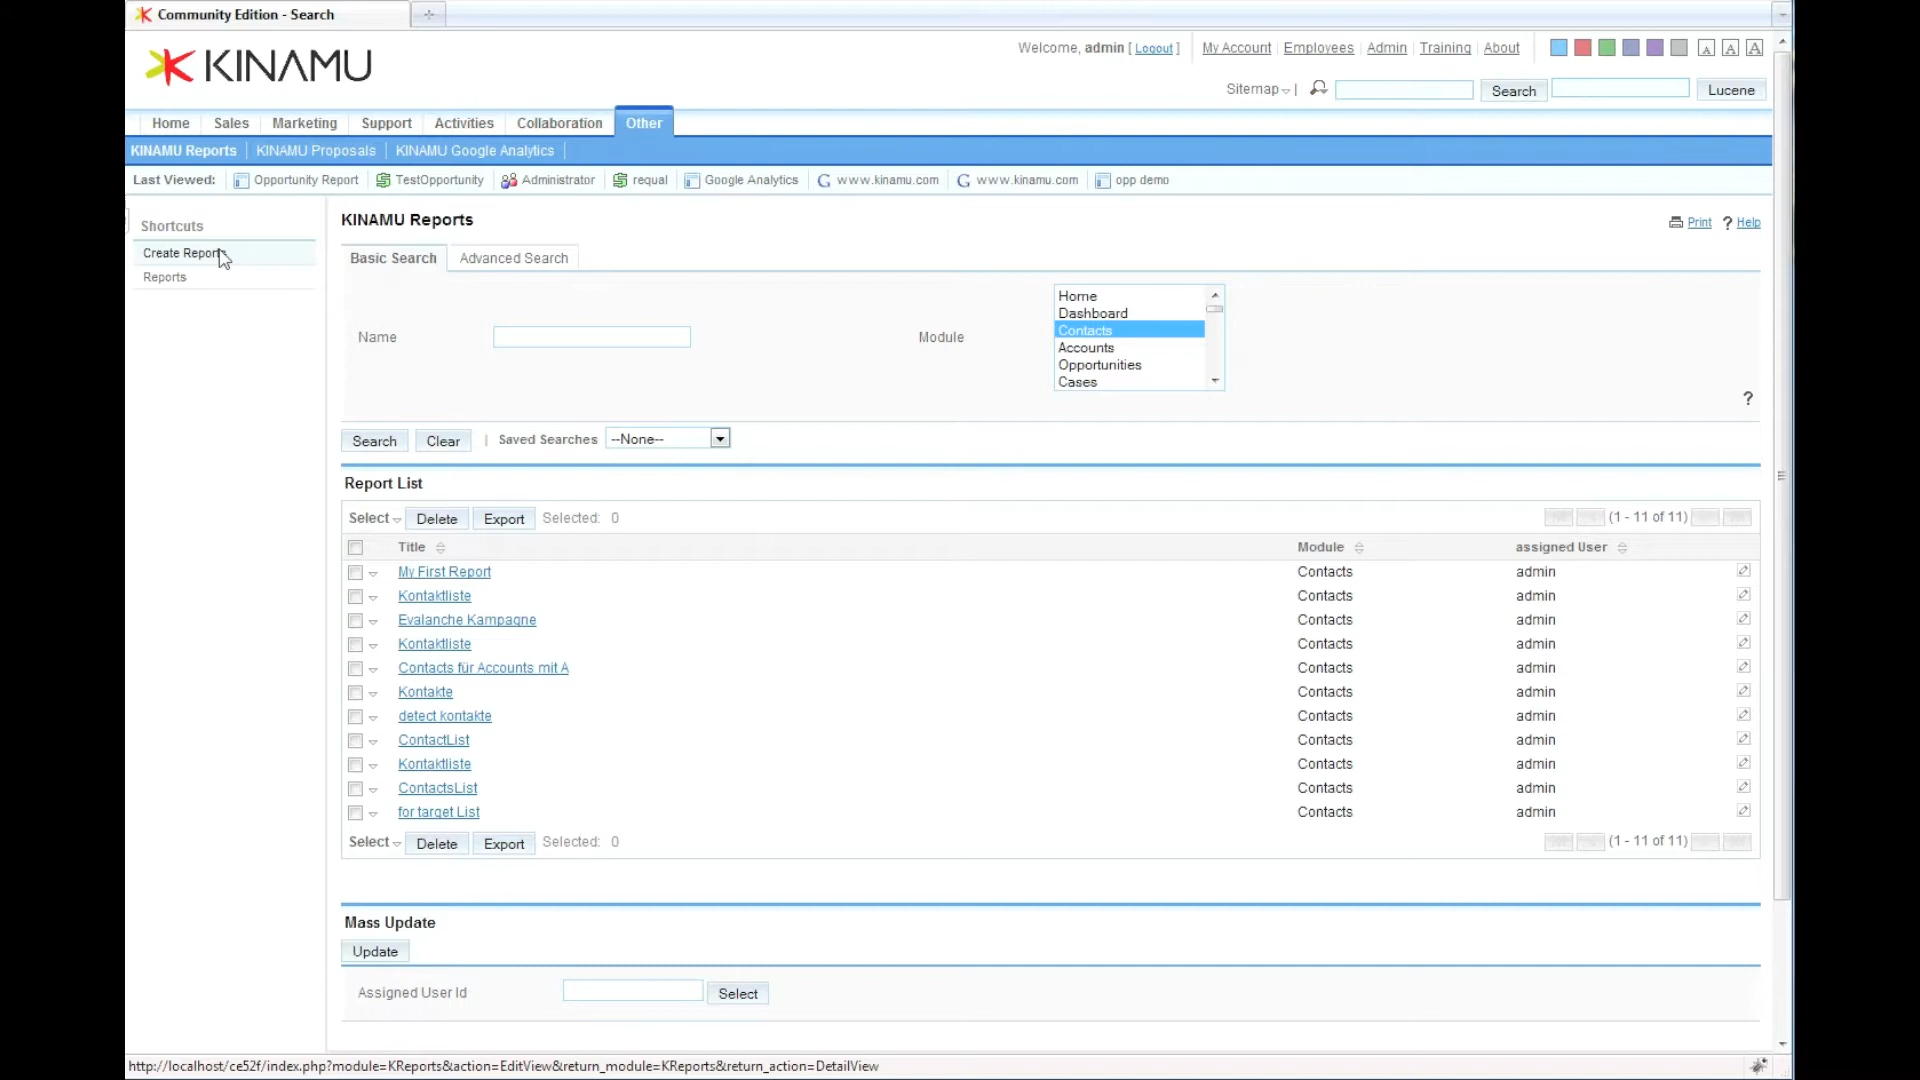 Community Edition - Search
KINAMU
Welcome, admin [ Logout ] My Account Employees Admin Training About A A A
Sitemap | Search Lucene
Home Sales Marketing Support Activities Collaboration Other
KINAMU Reports KINAMU Proposals KINAMU Google Analytics
Last Viewed: Opportunity Report TestOpportunity Administrator requal Google Analytics www.kinamu.com www.kinamu.com opp demo
Shortcuts
Create Report
Reports
KINAMU Reports
Print ? Help
Basic Search Advanced Search
Name Module
Home
Dashboard
Contacts
Accounts
Opportunities
Cases
?
Search Clear | Saved Searches --None--
Report List
Select Delete Export Selected: 0 (1 - 11 of 11)
Title Module assigned User
My First Report Contacts admin
Kontaktliste Contacts admin
Evalanche Kampagne Contacts admin
Kontaktliste Contacts admin
Contacts für Accounts mit A Contacts admin
Kontakte Contacts admin
detect kontakte Contacts admin
ContactList Contacts admin
Kontaktliste Contacts admin
ContactsList Contacts admin
for target List Contacts admin
Select Delete Export Selected: 0 (1 - 11 of 11)
Mass Update
Update
Assigned User Id Select
http://localhost/ce52f/index.php?module=KReports&action=EditView&return_module=KReports&return_action=DetailView